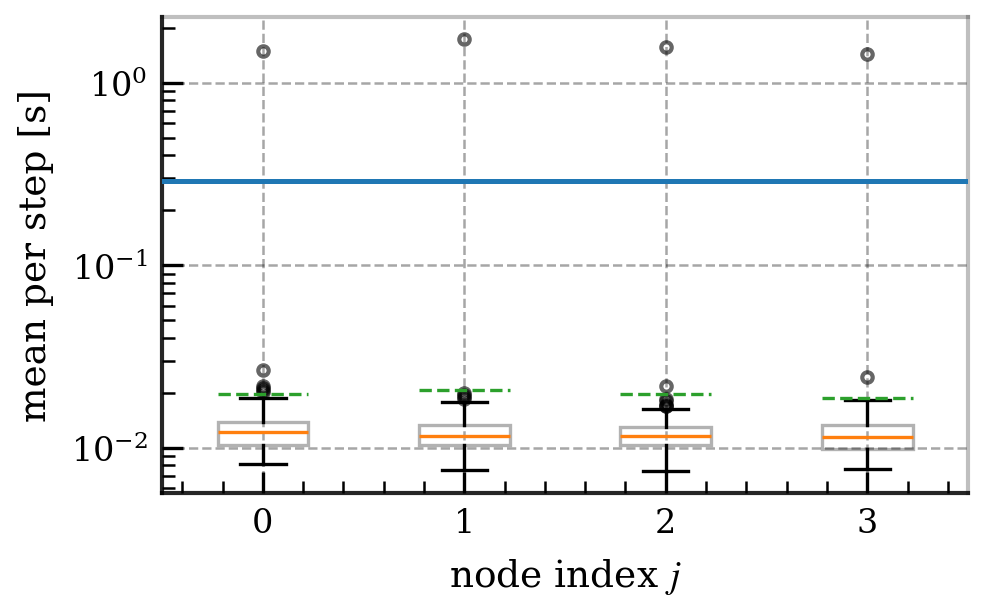 mean per step [s]
10⁰
10⁻¹
10⁻²
0 1 2 3
node index j